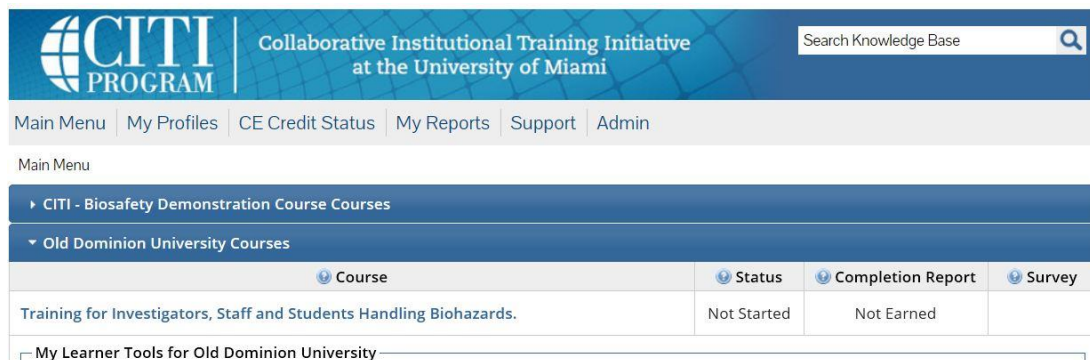 CITI
PROGRAM
Collaborative Institutional Training Initiative
at the University of Miami
Search Knowledge Base
Main Menu My Profiles CE Credit Status My Reports Support Admin
Main Menu
CITI - Biosafety Demonstration Course Courses
Old Dominion University Courses
Course Status Completion Report Survey
Training for Investigators, Staff and Students Handling Biohazards. Not Started Not Earned
My Learner Tools for Old Dominion University